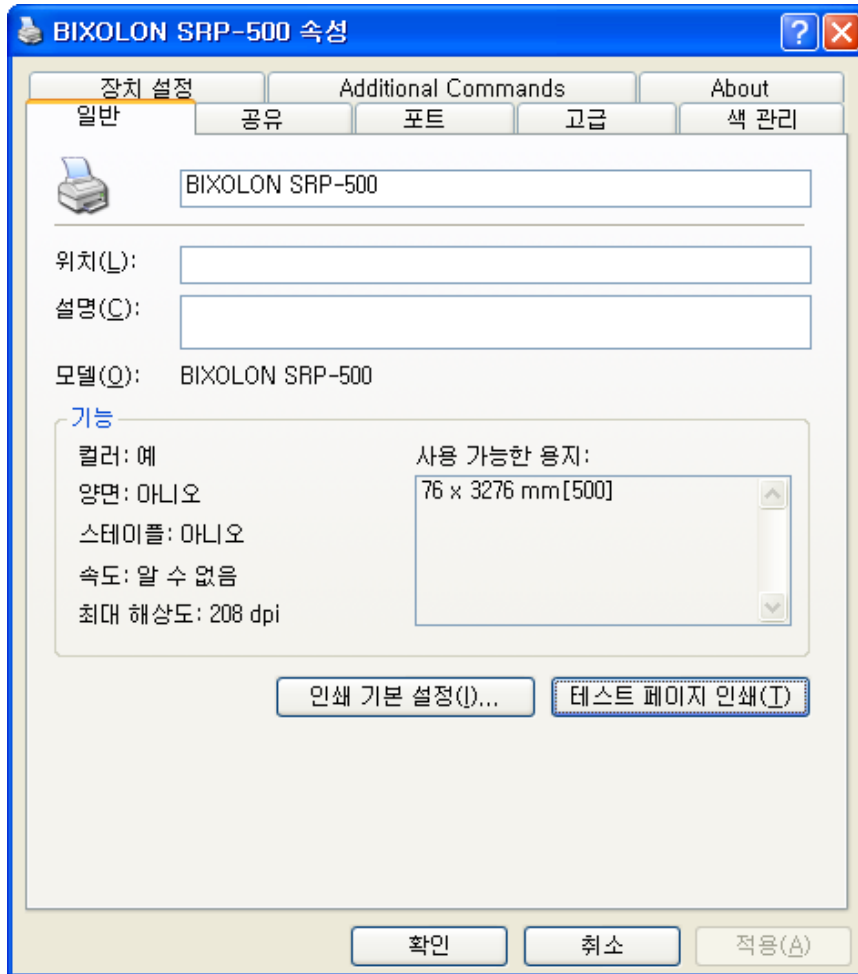 BIXOLON SRP-500 속성
장치 설정 Additional Commands About
일반 공유 포트 고급 색 관리
BIXOLON SRP-500
위치(L):
설명(C):
모델(O): BIXOLON SRP-500
기능
컬러: 예 사용 가능한 용지:
양면: 아니오 76 x 3276 mm[500]
스테이플: 아니오
속도: 알 수 없음
최대 해상도: 208 dpi
인쇄 기본 설정(I)... 테스트 페이지 인쇄(T)
확인 취소 적용(A)